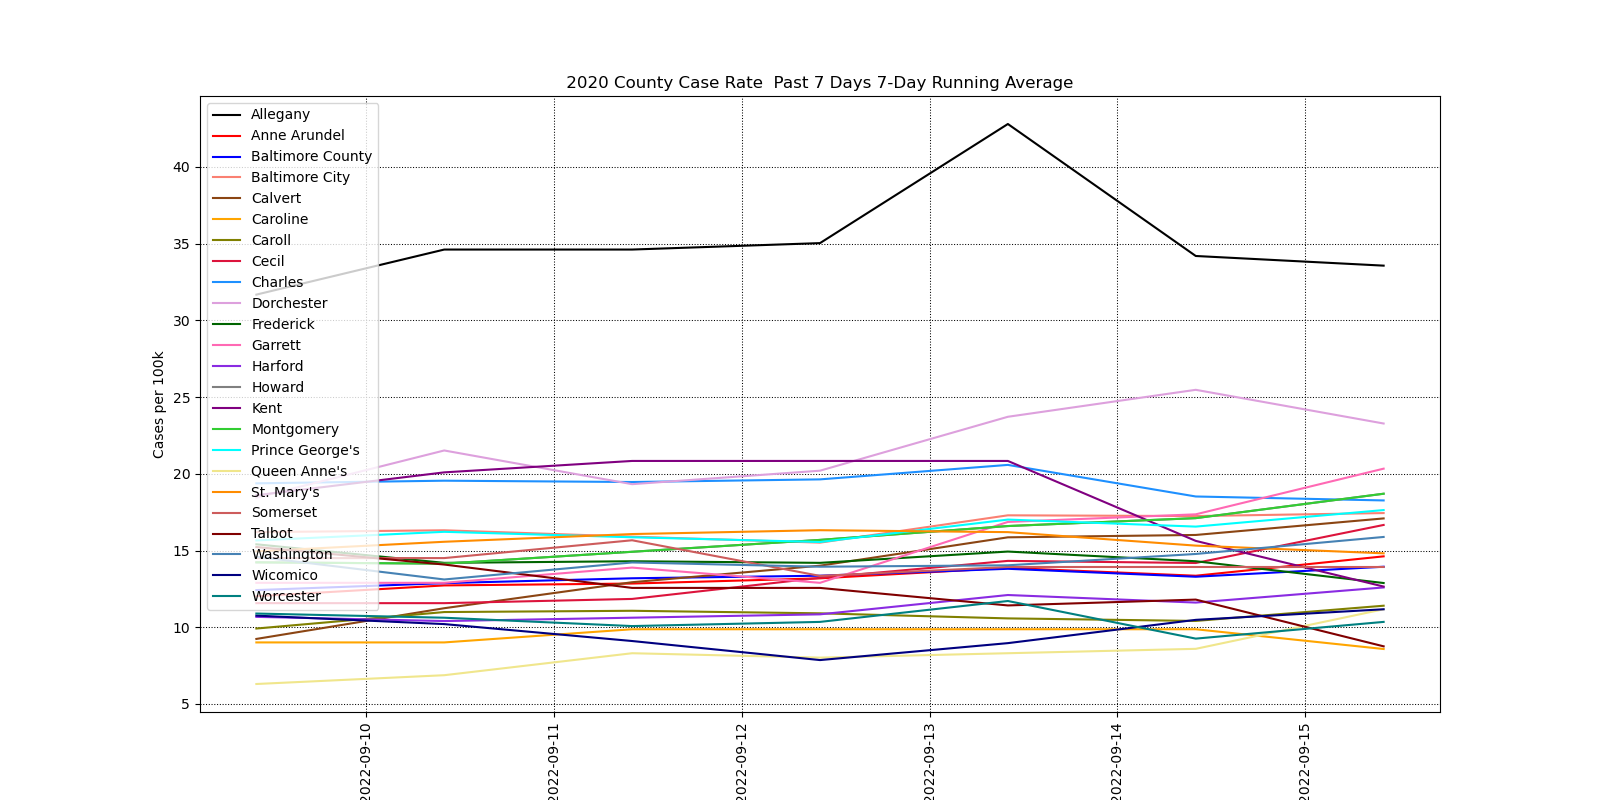 2020 County Case Rate  Past 7 Days 7-Day Running Average
Cases per 100k
40
35
30
25
20
15
10
5
Allegany
Anne Arundel
Baltimore County
Baltimore City
Calvert
Caroline
Caroll
Cecil
Charles
Dorchester
Frederick
Garrett
Harford
Howard
Kent
Montgomery
Prince George's
Queen Anne's
St. Mary's
Somerset
Talbot
Washington
Wicomico
Worcester
2022-09-10
2022-09-11
2022-09-12
2022-09-13
2022-09-14
2022-09-15